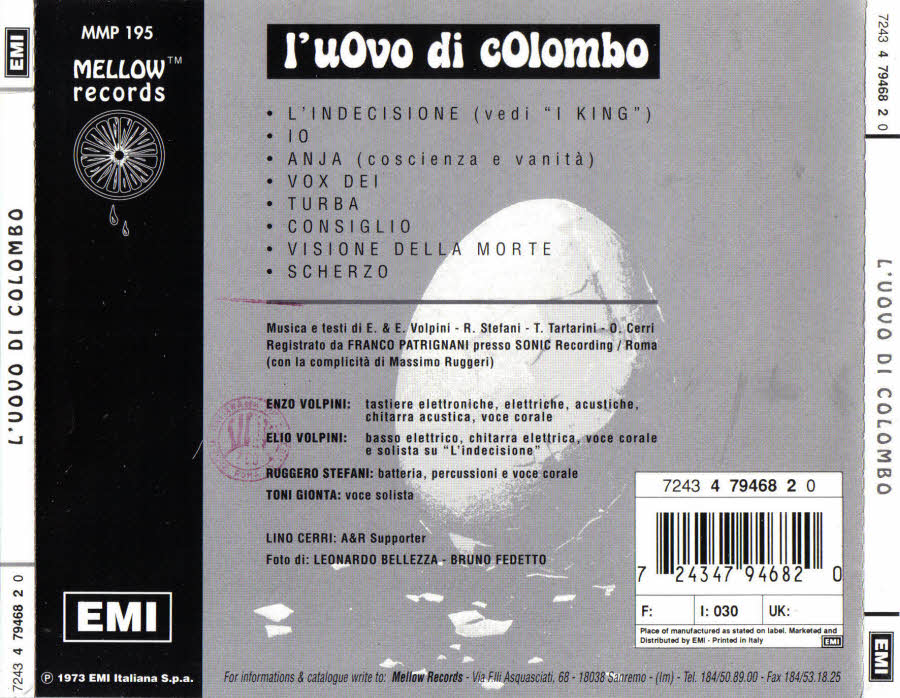 EMI
L'UOVO DI COLOMBO
7243 4 79468 2 0
MMP 195
MELLOW™
records
EMI
℗ 1973 EMI Italiana S.p.a.
l'uOvo di cOlombo
• L'INDECISIONE (vedi "I KING")
• IO
• ANJA (coscienza e vanità)
• VOX DEI
• TURBA
• CONSIGLIO
• VISIONE DELLA MORTE
• SCHERZO
Musica e testi di E. & E. Volpini - R. Stefani - T. Tartarini - O. Cerri
Registrato da FRANCO PATRIGNANI presso SONIC Recording / Roma
(con la complicità di Massimo Ruggeri)
ENZO VOLPINI: tastiere elettroniche, elettriche, acustiche,
chitarra acustica, voce corale
ELIO VOLPINI: basso elettrico, chitarra elettrica, voce corale
e solista su "L'indecisione"
RUGGERO STEFANI: batteria, percussioni e voce corale
TONI GIONTA: voce solista
LINO CERRI: A&R Supporter
Foto di: LEONARDO BELLEZZA - BRUNO FEDETTO
7243 4 79468 2 0
7 24347 94682 0
F: I: 030 UK:
Place of manufactured as stated on label. Marketed and
Distributed by EMI - Printed in Italy EMI
For informations & catalogue write to: Mellow Records - Via F.lli Asquasciati, 68 - 18038 Sanremo - (Im) - Tel. 184/50.89.00 - Fax 184/53.18.25
7243 4 79468 2 0
L'UOVO DI COLOMBO
EMI